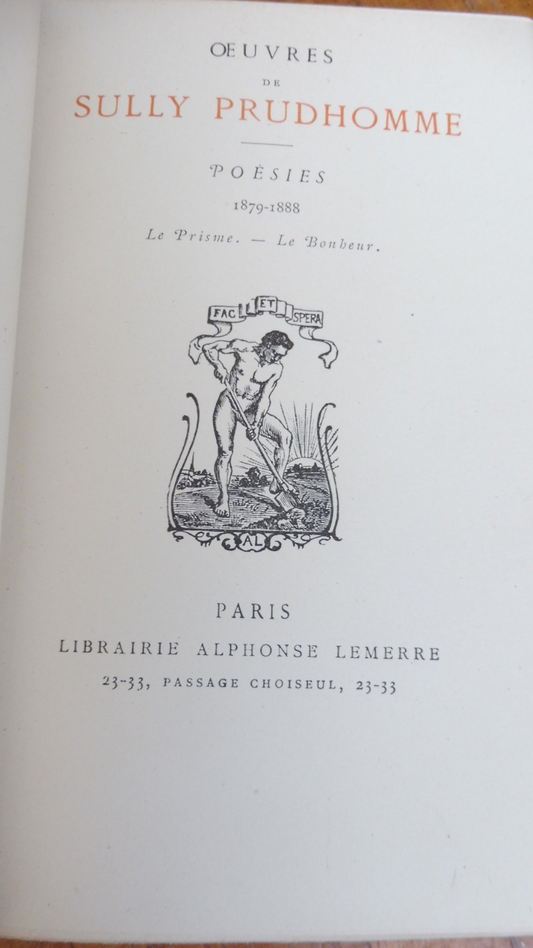 ŒUVRES
DE
SULLY PRUDHOMME
POÉSIES
1879-1888
Le Prisme. — Le Bonheur.
FAC ET SPERA
AL
PARIS
LIBRAIRIE ALPHONSE LEMERRE
23-33, PASSAGE CHOISEUL, 23-33